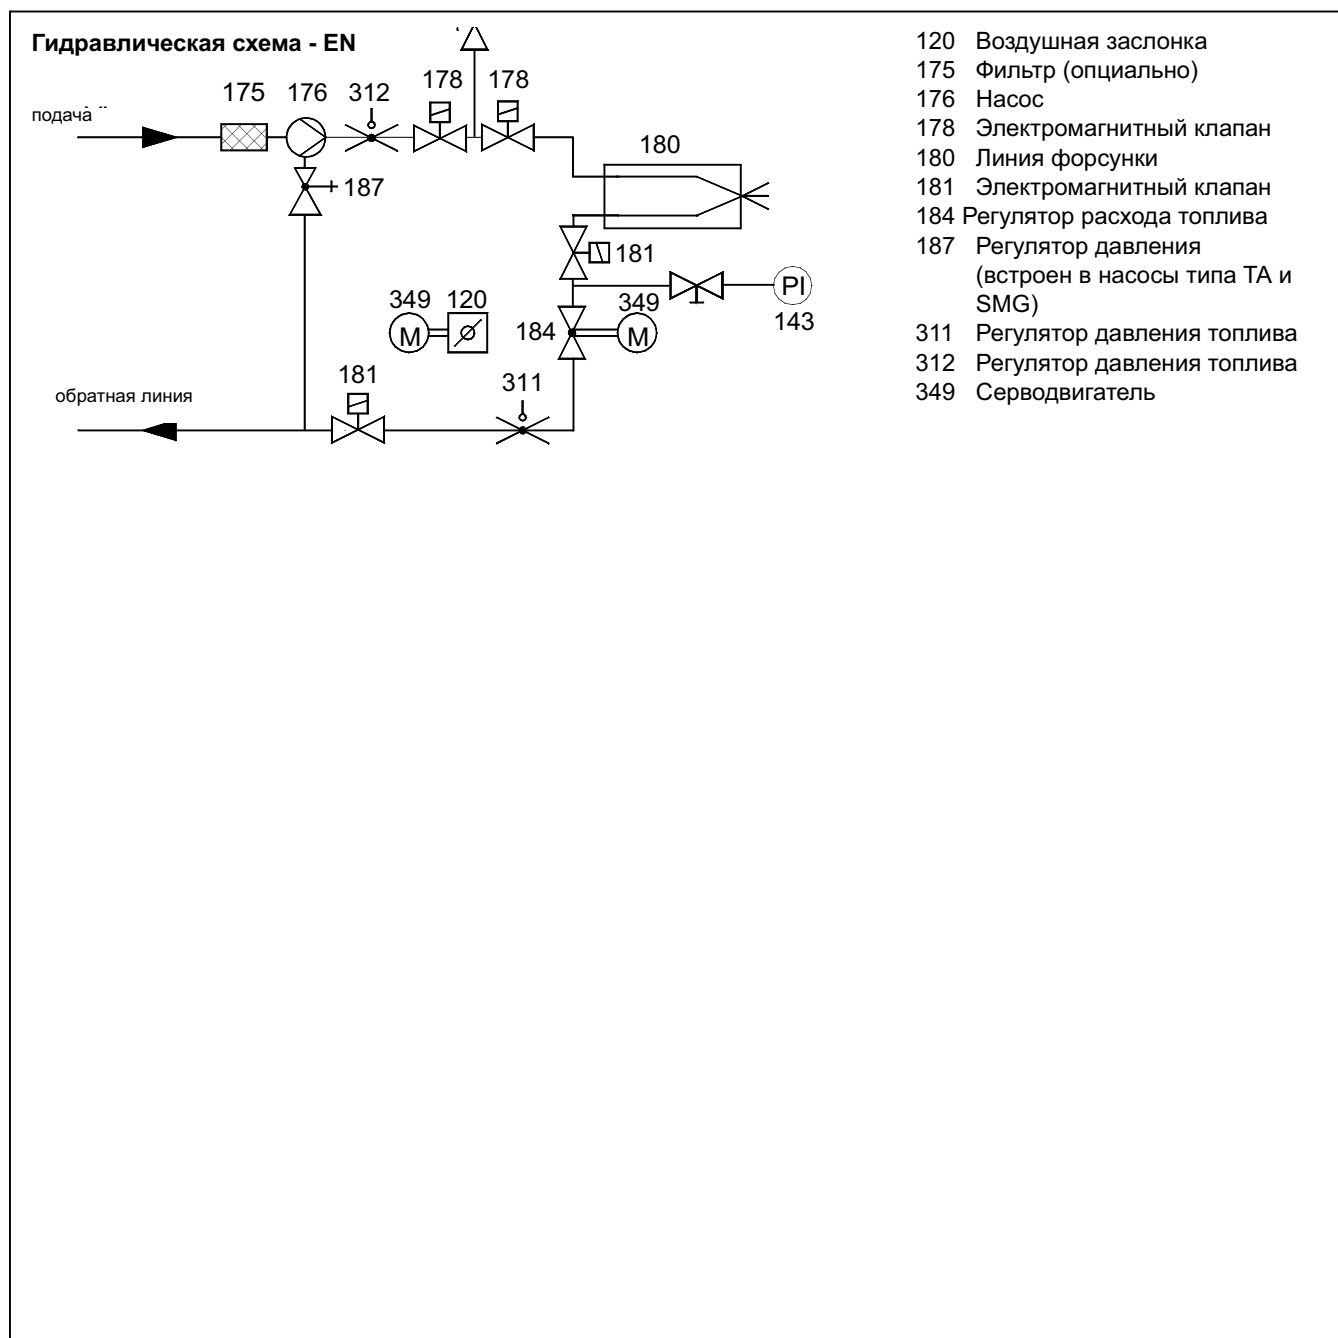 Гидравлическая схема - EN
178 178
175 176 312
подача
180
187
181
349 120
349
PI
143
M
184
M
181
311
обратная линия
120 Воздушная заслонка
175 Фильтр (опциально)
176 Насос
178 Электромагнитный клапан
180 Линия форсунки
181 Электромагнитный клапан
184 Регулятор расхода топлива
187 Регулятор давления
(встроен в насосы типа TA и
SMG)
311 Регулятор давления топлива
312 Регулятор давления топлива
349 Серводвигатель